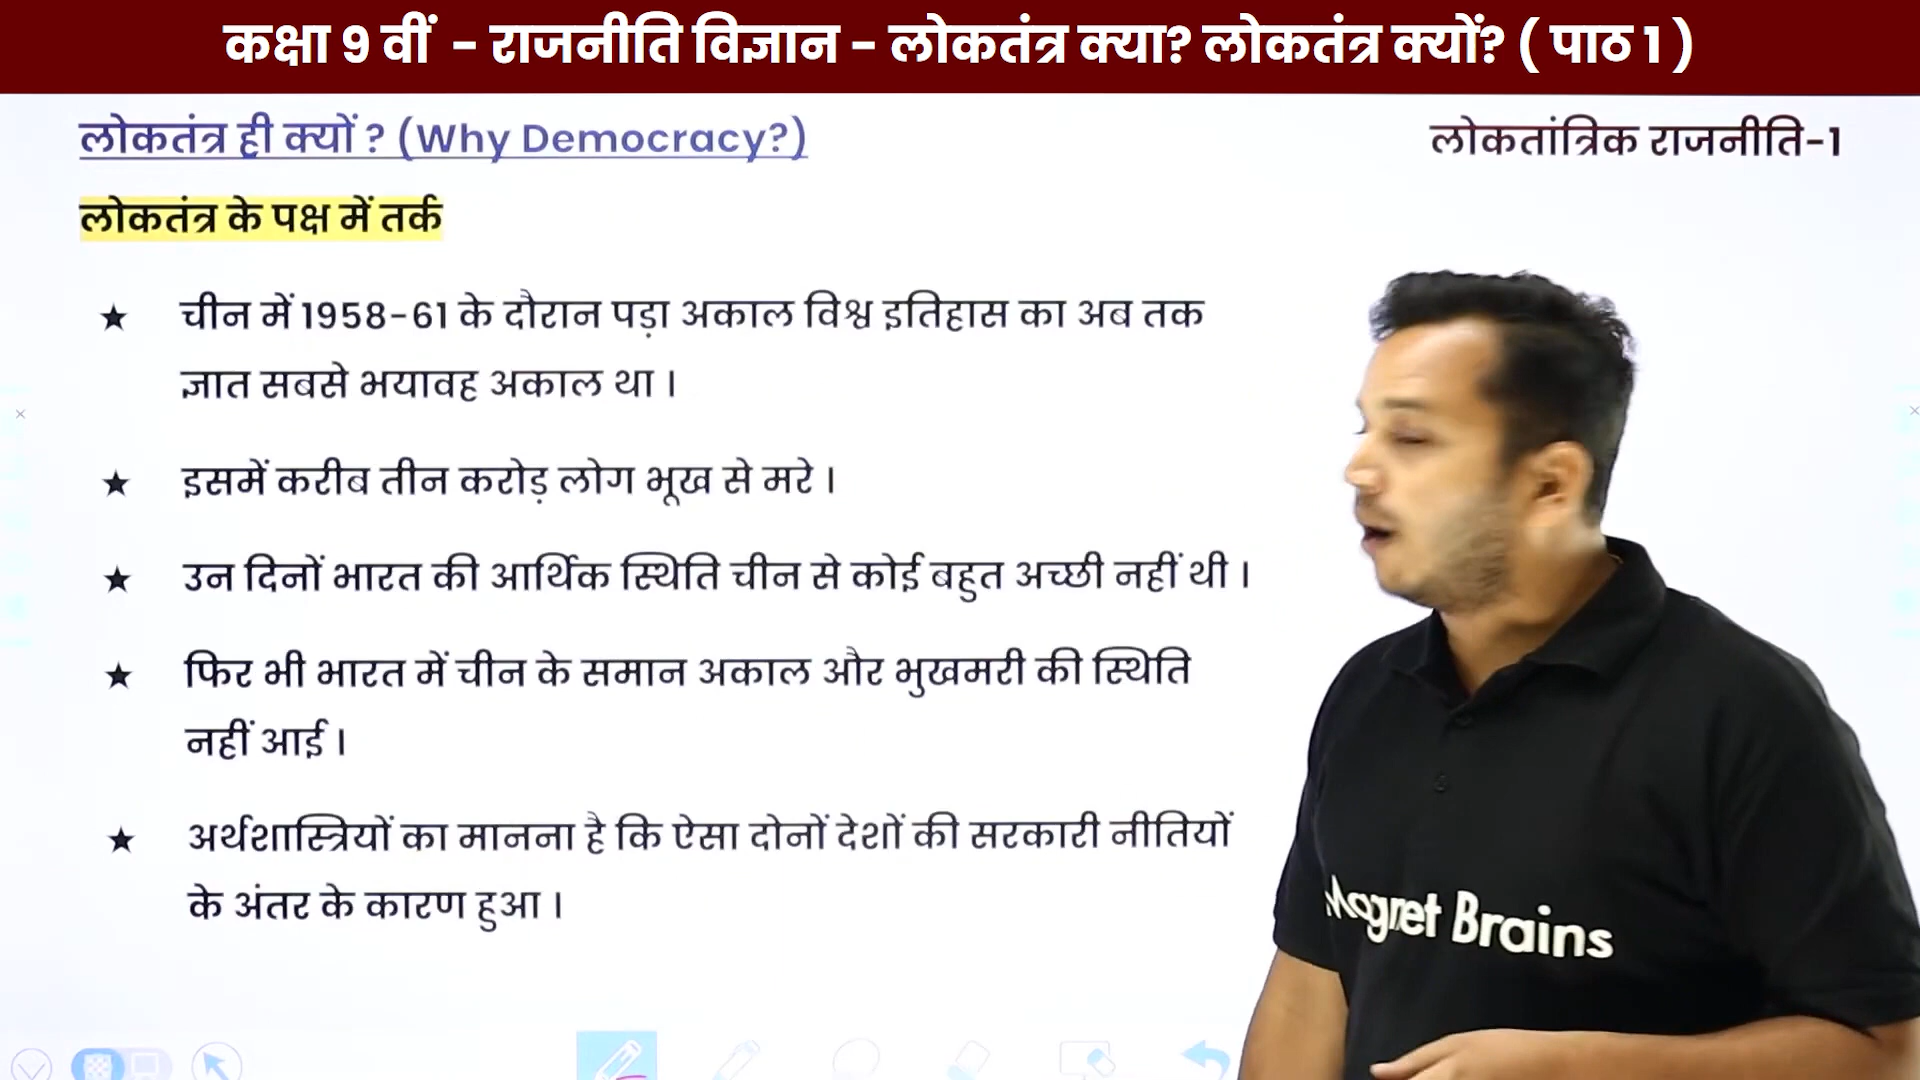 कक्षा 9 वीं - राजनीति विज्ञान - लोकतंत्र क्या? लोकतंत्र क्यों? ( पाठ 1 )
लोकतंत्र ही क्यों ? (Why Democracy?)
लोकतांत्रिक राजनीति-1
लोकतंत्र के पक्ष में तर्क
★ चीन में 1958-61 के दौरान पड़ा अकाल विश्व इतिहास का अब तक
ज्ञात सबसे भयावह अकाल था ।
★ इसमें करीब तीन करोड़ लोग भूख से मरे ।
★ उन दिनों भारत की आर्थिक स्थिति चीन से कोई बहुत अच्छी नहीं थी ।
★ फिर भी भारत में चीन के समान अकाल और भुखमरी की स्थिति
नहीं आई ।
★ अर्थशास्त्रियों का मानना है कि ऐसा दोनों देशों की सरकारी नीतियों
के अंतर के कारण हुआ ।
Magnet Brains